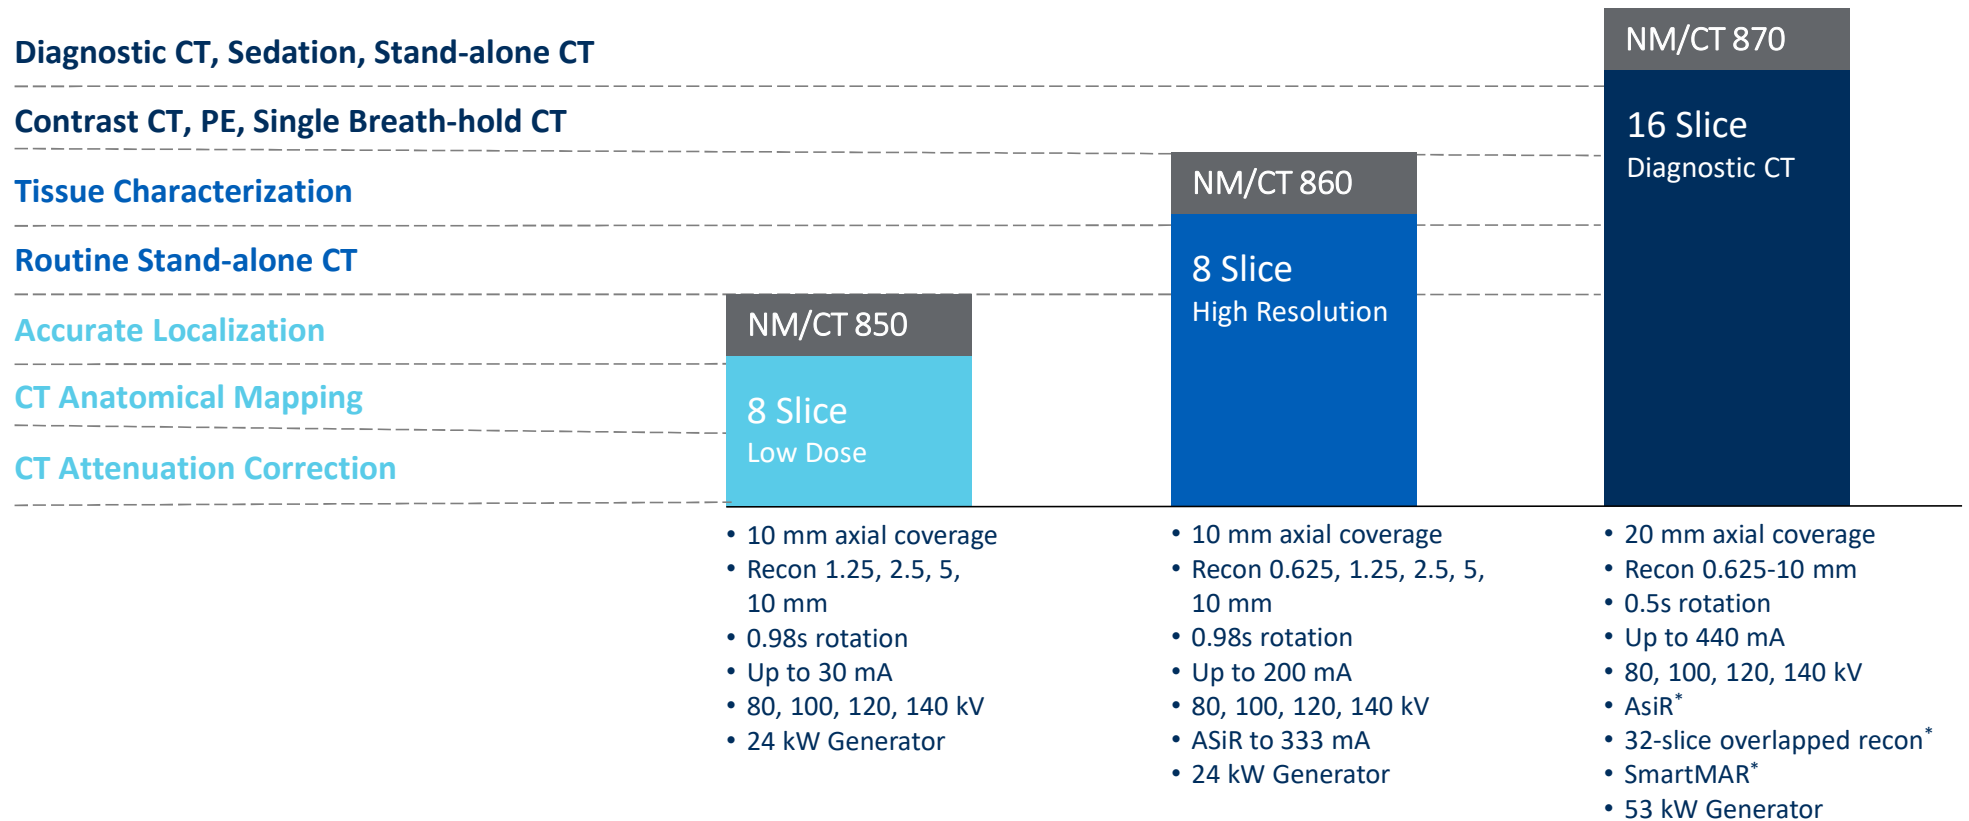 Diagnostic CT, Sedation, Stand-alone CT
Contrast CT, PE, Single Breath-hold CT
Tissue Characterization
Routine Stand-alone CT
Accurate Localization
CT Anatomical Mapping
CT Attenuation Correction
NM/CT 850
8 Slice
Low Dose
• 10 mm axial coverage
• Recon 1.25, 2.5, 5,
10 mm
• 0.98s rotation
• Up to 30 mA
• 80, 100, 120, 140 kV
• 24 kW Generator
NM/CT 860
8 Slice
High Resolution
• 10 mm axial coverage
• Recon 0.625, 1.25, 2.5, 5,
10 mm
• 0.98s rotation
• Up to 200 mA
• 80, 100, 120, 140 kV
• ASiR to 333 mA
• 24 kW Generator
NM/CT 870
16 Slice
Diagnostic CT
• 20 mm axial coverage
• Recon 0.625-10 mm
• 0.5s rotation
• Up to 440 mA
• 80, 100, 120, 140 kV
• AsiR*
• 32-slice overlapped recon*
• SmartMAR*
• 53 kW Generator